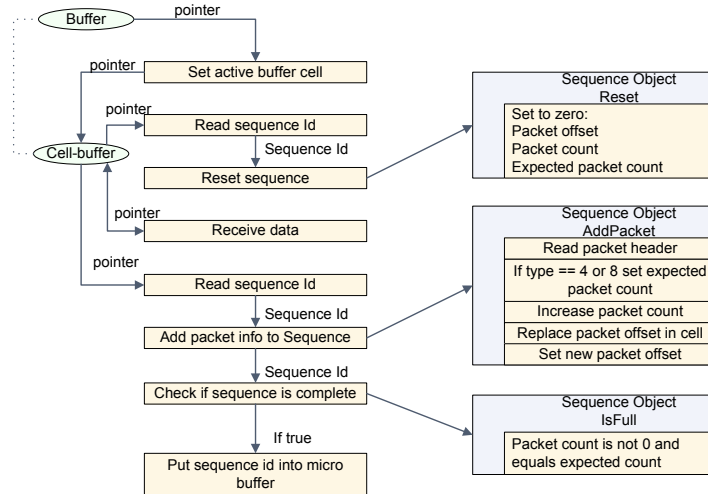 Buffer
pointer
pointer
Set active buffer cell
pointer
Read sequence Id
Sequence Id
Cell-buffer
Reset sequence
pointer
Receive data
pointer
Read sequence Id
Sequence Id
Add packet info to Sequence
Sequence Id
Check if sequence is complete
If true
Put sequence id into micro
buffer
Sequence Object
Reset
Set to zero:
Packet offset
Packet count
Expected packet count
Sequence Object
AddPacket
Read packet header
If type == 4 or 8 set expected
packet count
Increase packet count
Replace packet offset in cell
Set new packet offset
Sequence Object
IsFull
Packet count is not 0 and
equals expected count